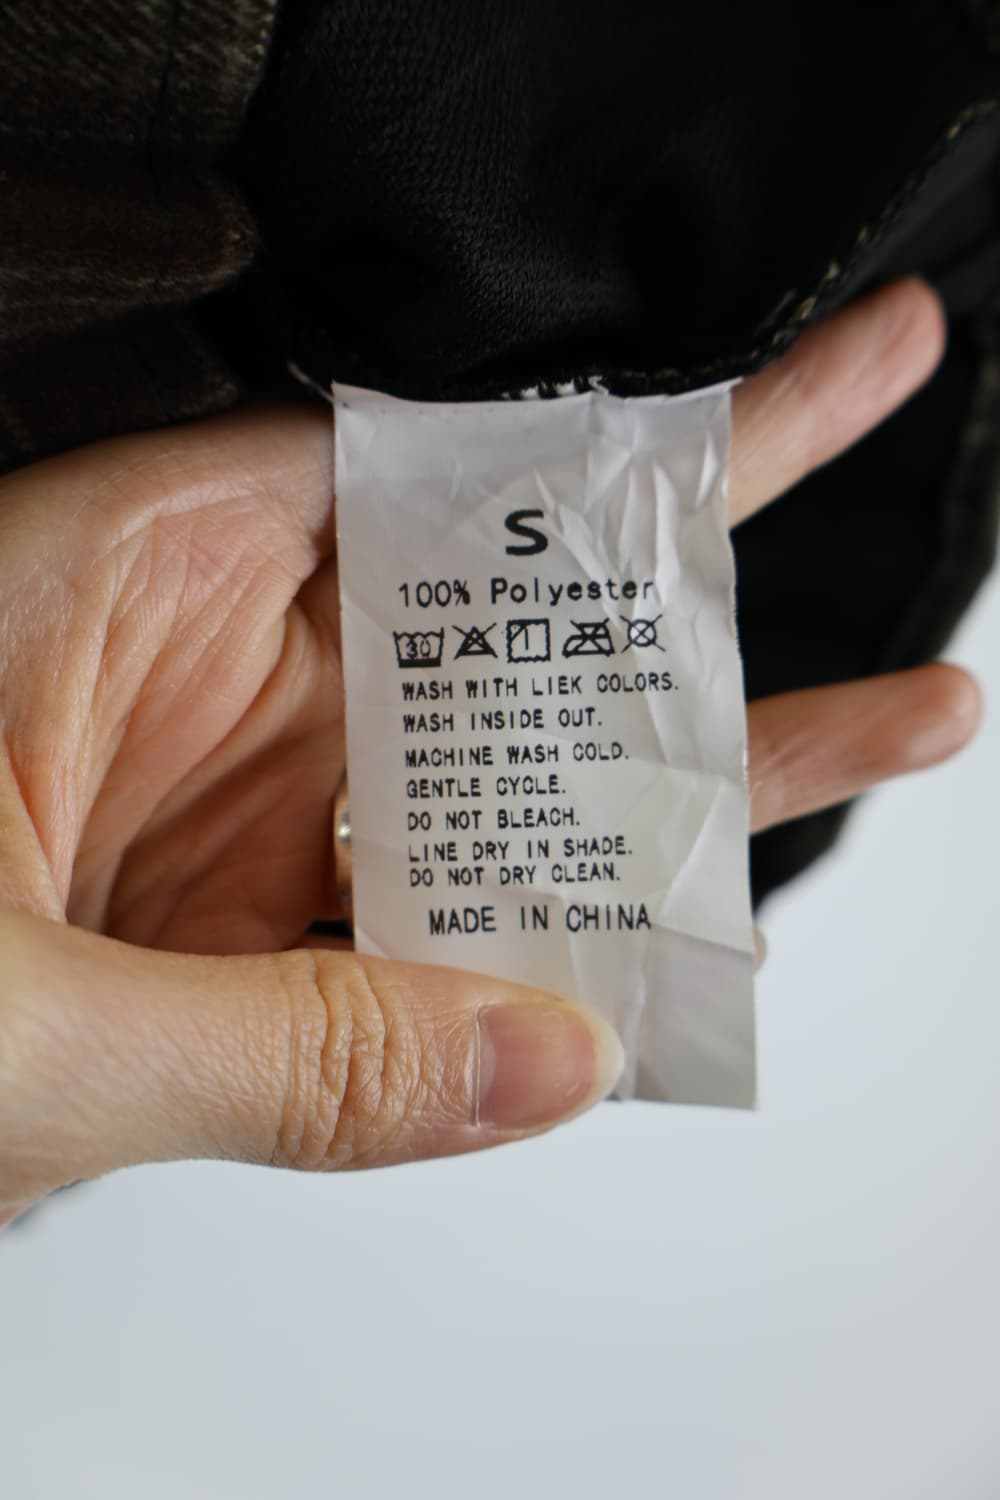 S
100% Polyester
30
WASH WITH LIEK COLORS.
WASH INSIDE OUT.
MACHINE WASH COLD.
GENTLE CYCLE.
DO NOT BLEACH.
LINE DRY IN SHADE.
DO NOT DRY CLEAN.
MADE IN CHINA